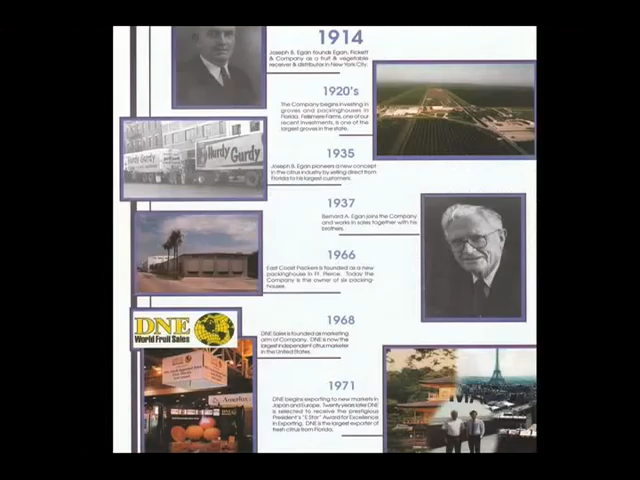 1914
Joseph B. Egan founds Egan, Fickett
& Company as a fruit & vegetable
receiver & distributor in New York City.
1920's
The Company begins investing in
groves and packinghouses in
Florida. Fellsmere Farms, one of our
recent investments, is one of the
largest groves in the state.
Hurdy Gurdy
Hurdy Gurdy
1935
Joseph B. Egan pioneers a new concept
in the citrus industry by selling direct from
Florida to his largest customers.
1937
Bernard A. Egan joins the Company
and works in sales together with his
brothers.
1966
East Coast Packers is founded as a new
packinghouse in Ft. Pierce. Today the
Company is the owner of six packing-
houses.
DNE
World Fruit Sales
1968
DNE Sales is founded as marketing
arm of Company. DNE is now the
largest independent citrus marketer
in the United States.
1971
DNE begins exporting to new markets in
Japan and Europe. Twenty years later DNE
is selected to receive the prestigious
President's "E Star" Award for Excellence
in Exporting. DNE is the largest exporter of
fresh citrus from Florida.